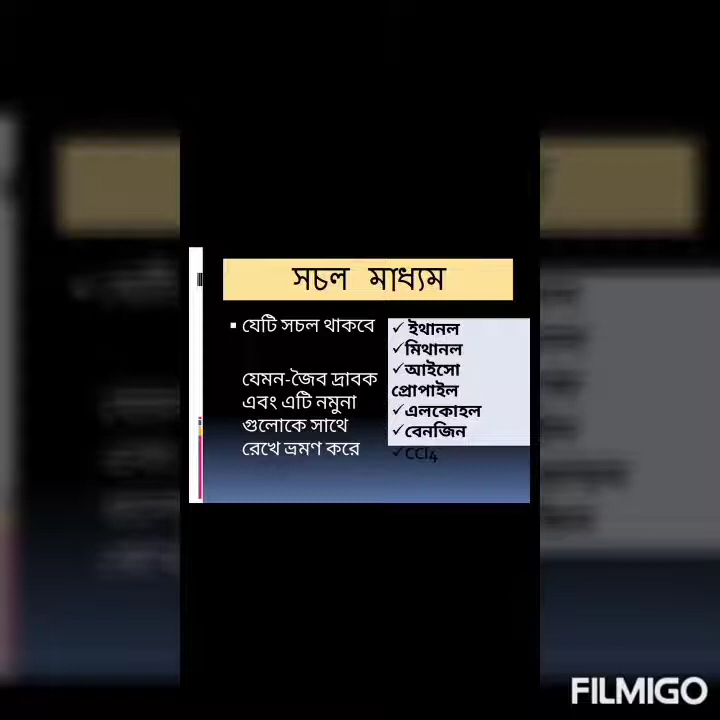 সচল মাধ্যম
▪ যেটি সচল থাকবে
যেমন-জৈব দ্রাবক
এবং এটি নমুনা
গুলোকে সাথে
রেখে ভ্রমণ করে
✓ ইথানল
✓মিথানল
✓আইসো
প্রোপাইল
✓এলকোহল
✓বেনজিন
✓CCl4
FILMIGO